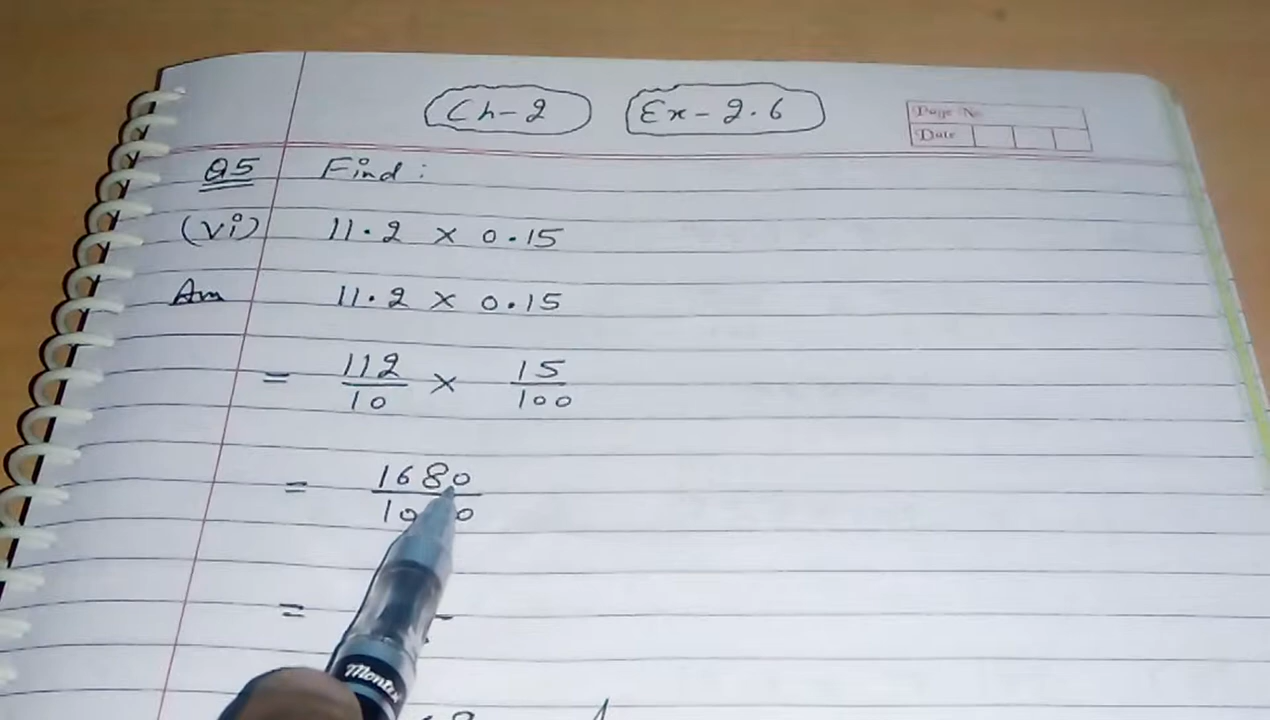 Ch-2 Ex-2.6
Page No.
Date
Q5 Find:
(vi) 11.2 × 0.15
Ans 11.2 × 0.15
= 112/10 × 15/100
= 1680/
=
Montex